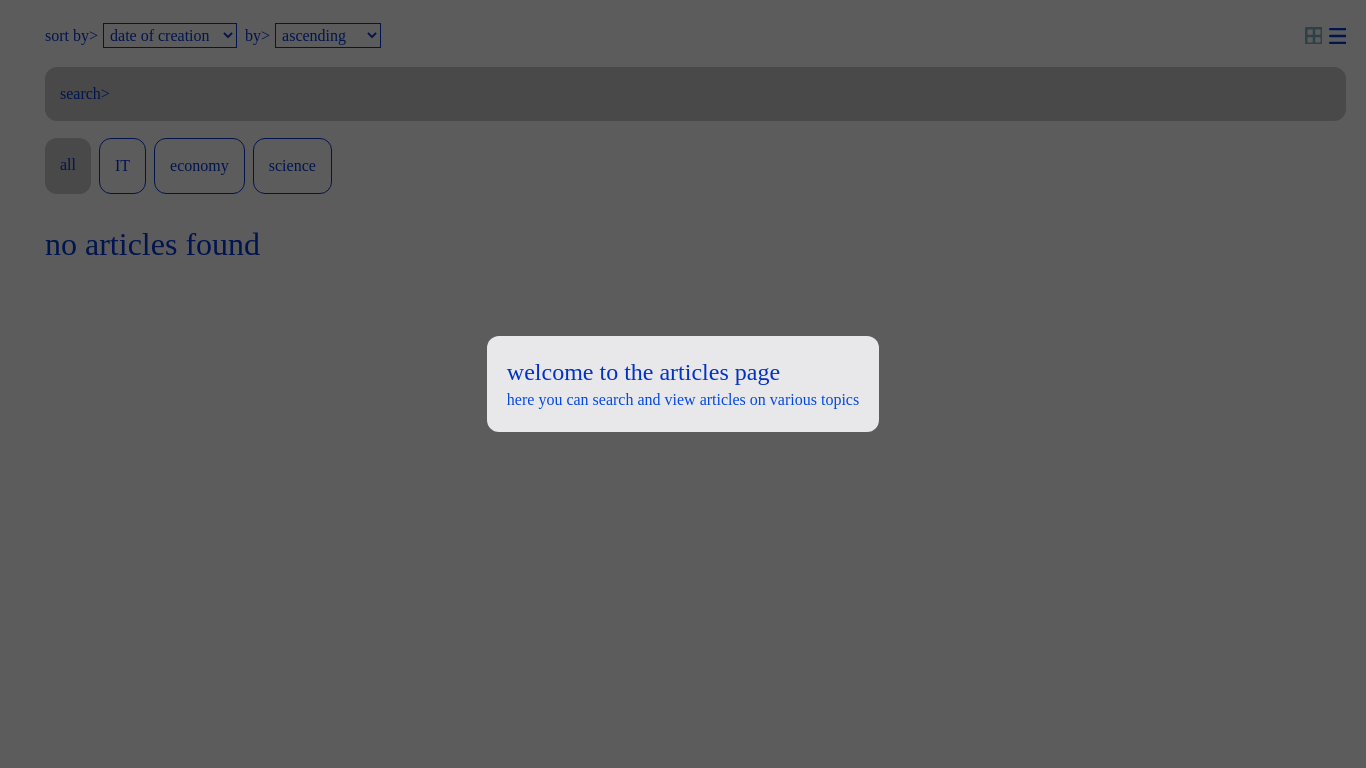 sort by> date of creation by> ascending
search>
all IT economy science
no articles found
welcome to the articles page
here you can search and view articles on various topics